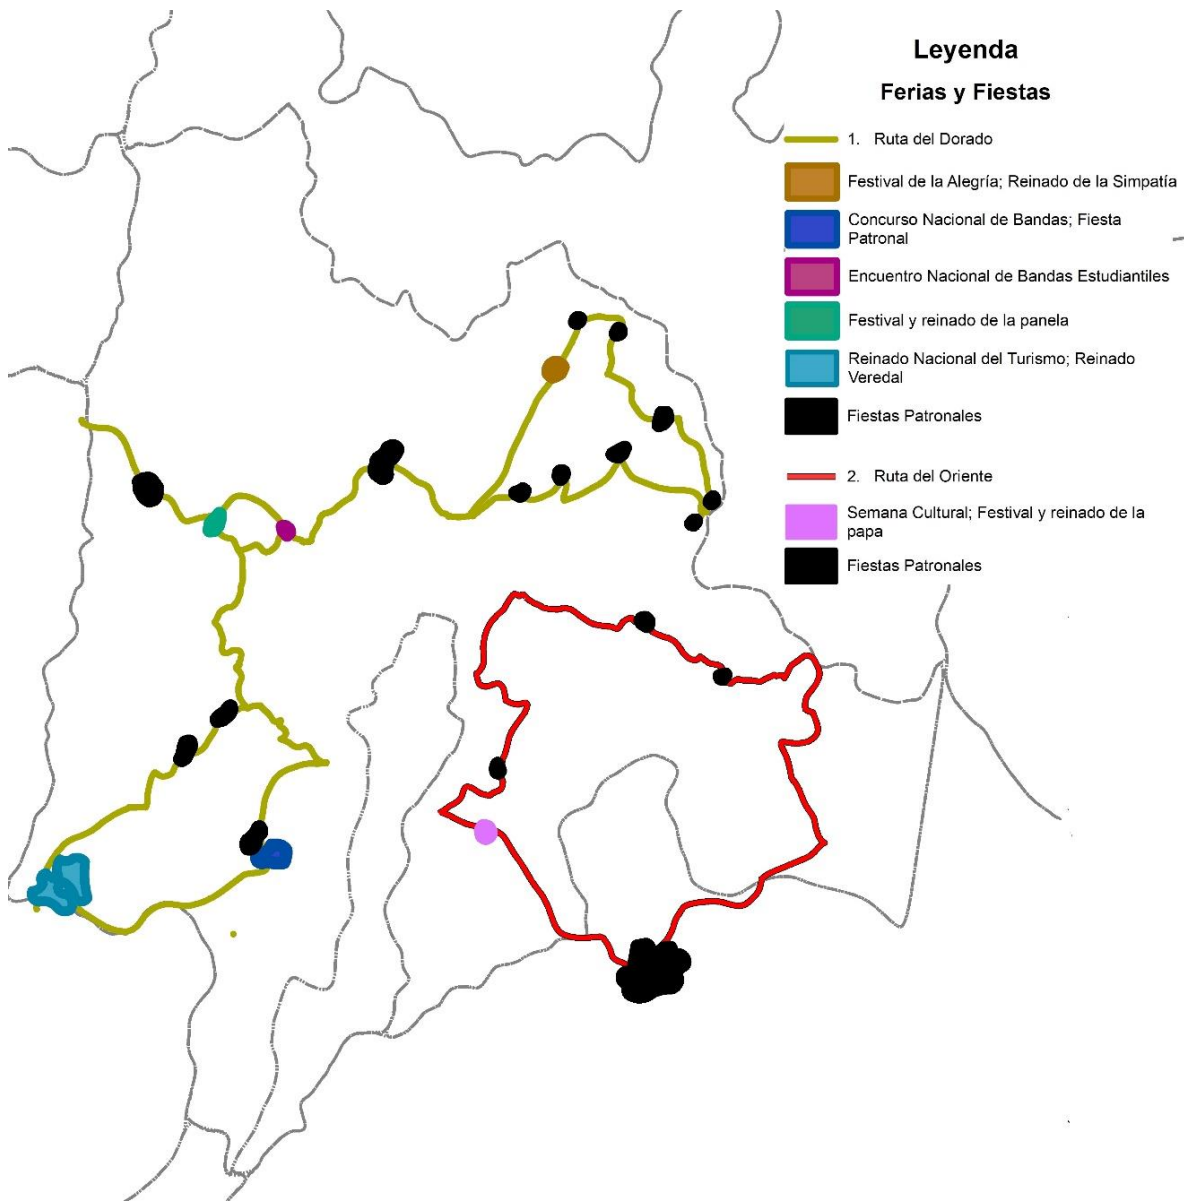 Leyenda
Ferias y Fiestas
1. Ruta del Dorado
Festival de la Alegría; Reinado de la Simpatía
Concurso Nacional de Bandas; Fiesta
Patronal
Encuentro Nacional de Bandas Estudiantiles
Festival y reinado de la panela
Reinado Nacional del Turismo; Reinado
Veredal
Fiestas Patronales
2. Ruta del Oriente
Semana Cultural; Festival y reinado de la
papa
Fiestas Patronales